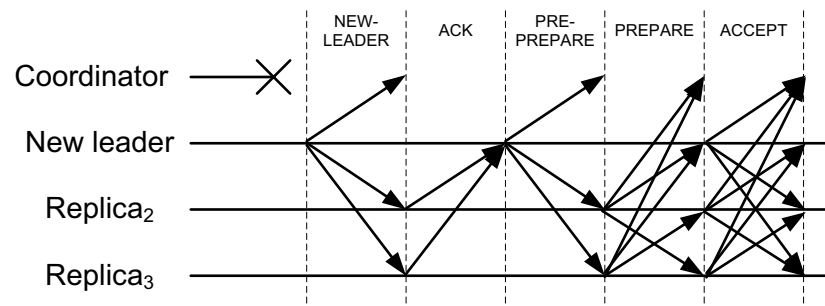 NEW-
LEADER
ACK
PRE-
PREPARE
PREPARE
ACCEPT
Coordinator
New leader
Replica₂
Replica₃